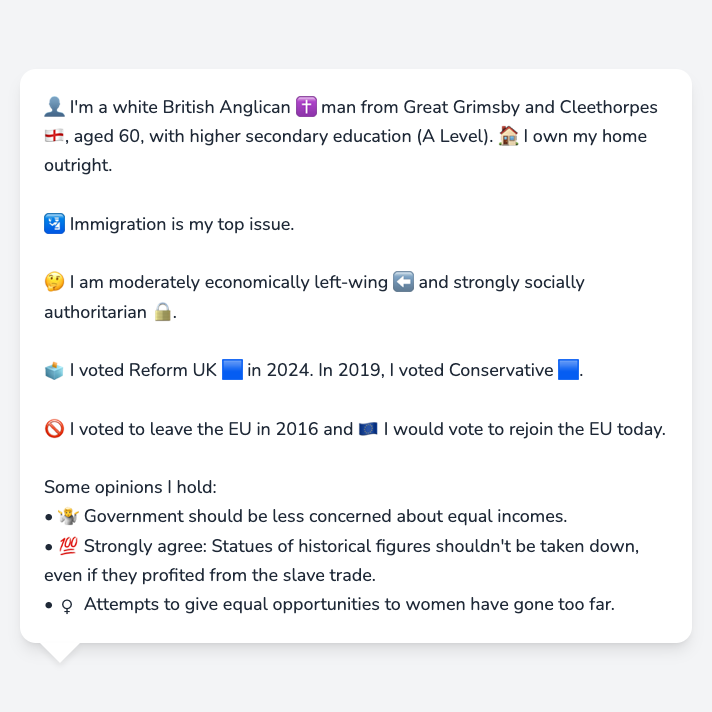 👤 I'm a white British Anglican ✝️ man from Great Grimsby and Cleethorpes
🏴󠁧󠁢󠁥󠁮󠁧󠁿, aged 60, with higher secondary education (A Level). 🏠 I own my home
outright.
🛂 Immigration is my top issue.
🤔 I am moderately economically left-wing ⬅️ and strongly socially
authoritarian 🔒.
🗳️ I voted Reform UK 🟦 in 2024. In 2019, I voted Conservative 🟦.
🚫 I voted to leave the EU in 2016 and 🇪🇺 I would vote to rejoin the EU today.
Some opinions I hold:
• 🤷 Government should be less concerned about equal incomes.
• 💯 Strongly agree: Statues of historical figures shouldn't be taken down,
even if they profited from the slave trade.
• ♀ Attempts to give equal opportunities to women have gone too far.